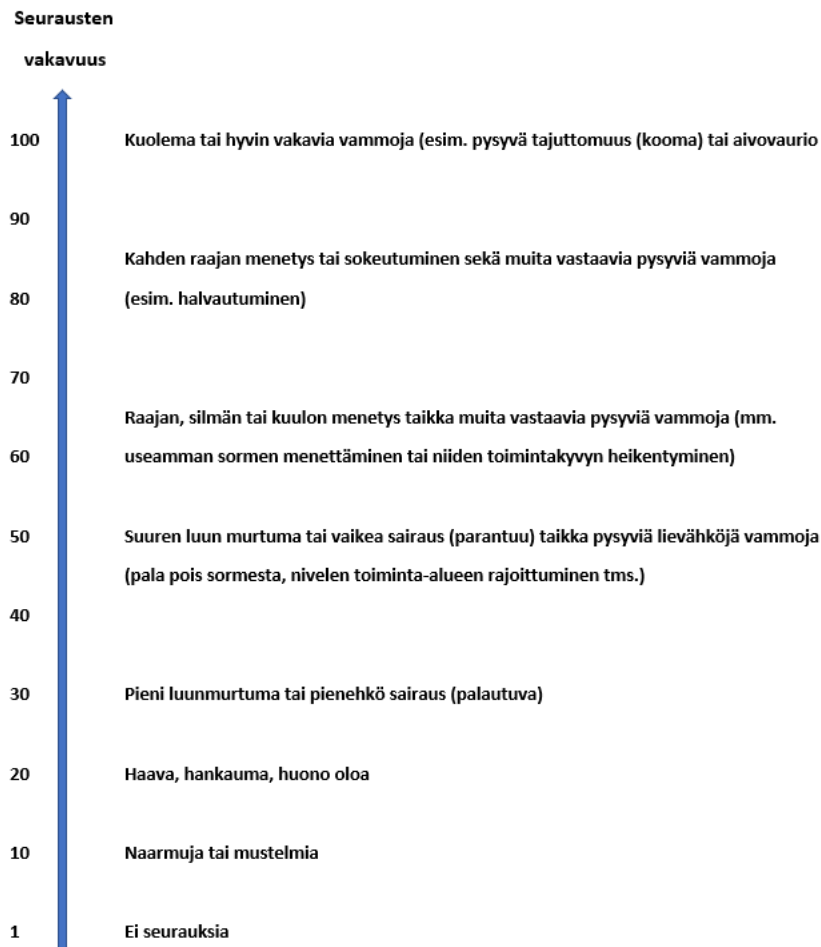 Seurausten
vakavuus
100 Kuolema tai hyvin vakavia vammoja (esim. pysyvä tajuttomuus (kooma) tai aivovaurio
90
Kahden raajan menetys tai sokeutuminen sekä muita vastaavia pysyviä vammoja
80 (esim. halvautuminen)
70
Raajan, silmän tai kuulon menetys taikka muita vastaavia pysyviä vammoja (mm.
60 useamman sormen menettäminen tai niiden toimintakyvyn heikentyminen)
50 Suuren luun murtuma tai vaikea sairaus (parantuu) taikka pysyviä lievähköjä vammoja
(pala pois sormesta, nivelen toiminta-alueen rajoittuminen tms.)
40
30 Pieni luunmurtuma tai pienehkö sairaus (palautuva)
20 Haava, hankauma, huono oloa
10 Naarmuja tai mustelmia
1 Ei seurauksia